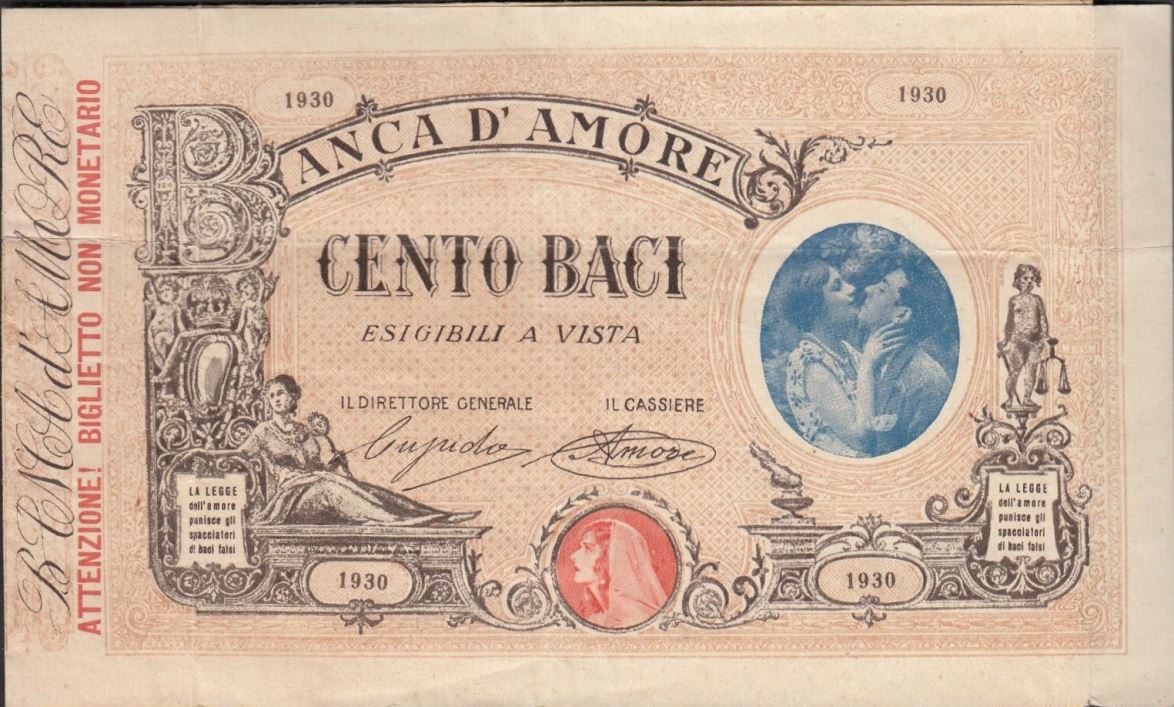 1930
1930
BANCA D'AMORE
CENTO BACI
ESIGIBILI A VISTA
IL DIRETTORE GENERALE
IL CASSIERE
Cupido
Amore
LA LEGGE
dell'amore
punisce gli
spacciatori
di baci falsi
LA LEGGE
dell'amore
punisce gli
spacciatori
di baci falsi
1930
1930
BANCA d'AMORE
ATTENZIONE! BIGLIETTO NON MONETARIO